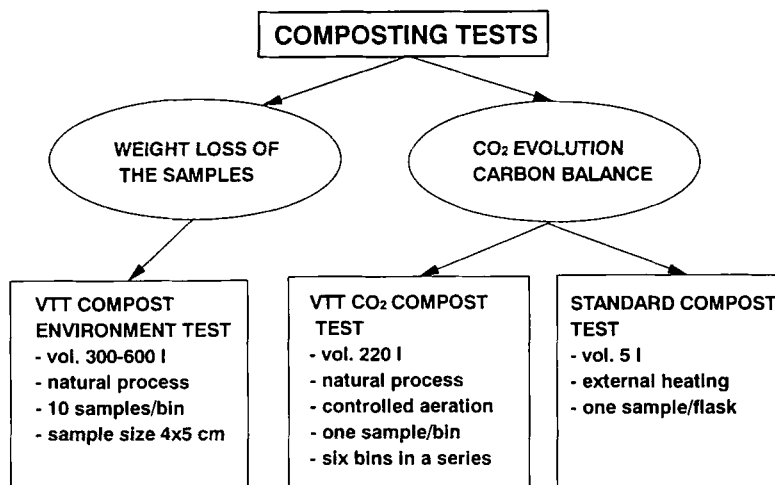 COMPOSTING TESTS
WEIGHT LOSS OF
THE SAMPLES
CO₂ EVOLUTION
CARBON BALANCE
VTT COMPOST
ENVIRONMENT TEST
- vol. 300-600 l
- natural process
- 10 samples/bin
- sample size 4x5 cm
VTT CO₂ COMPOST
TEST
- vol. 220 l
- natural process
- controlled aeration
- one sample/bin
- six bins in a series
STANDARD COMPOST
TEST
- vol. 5 l
- external heating
- one sample/flask